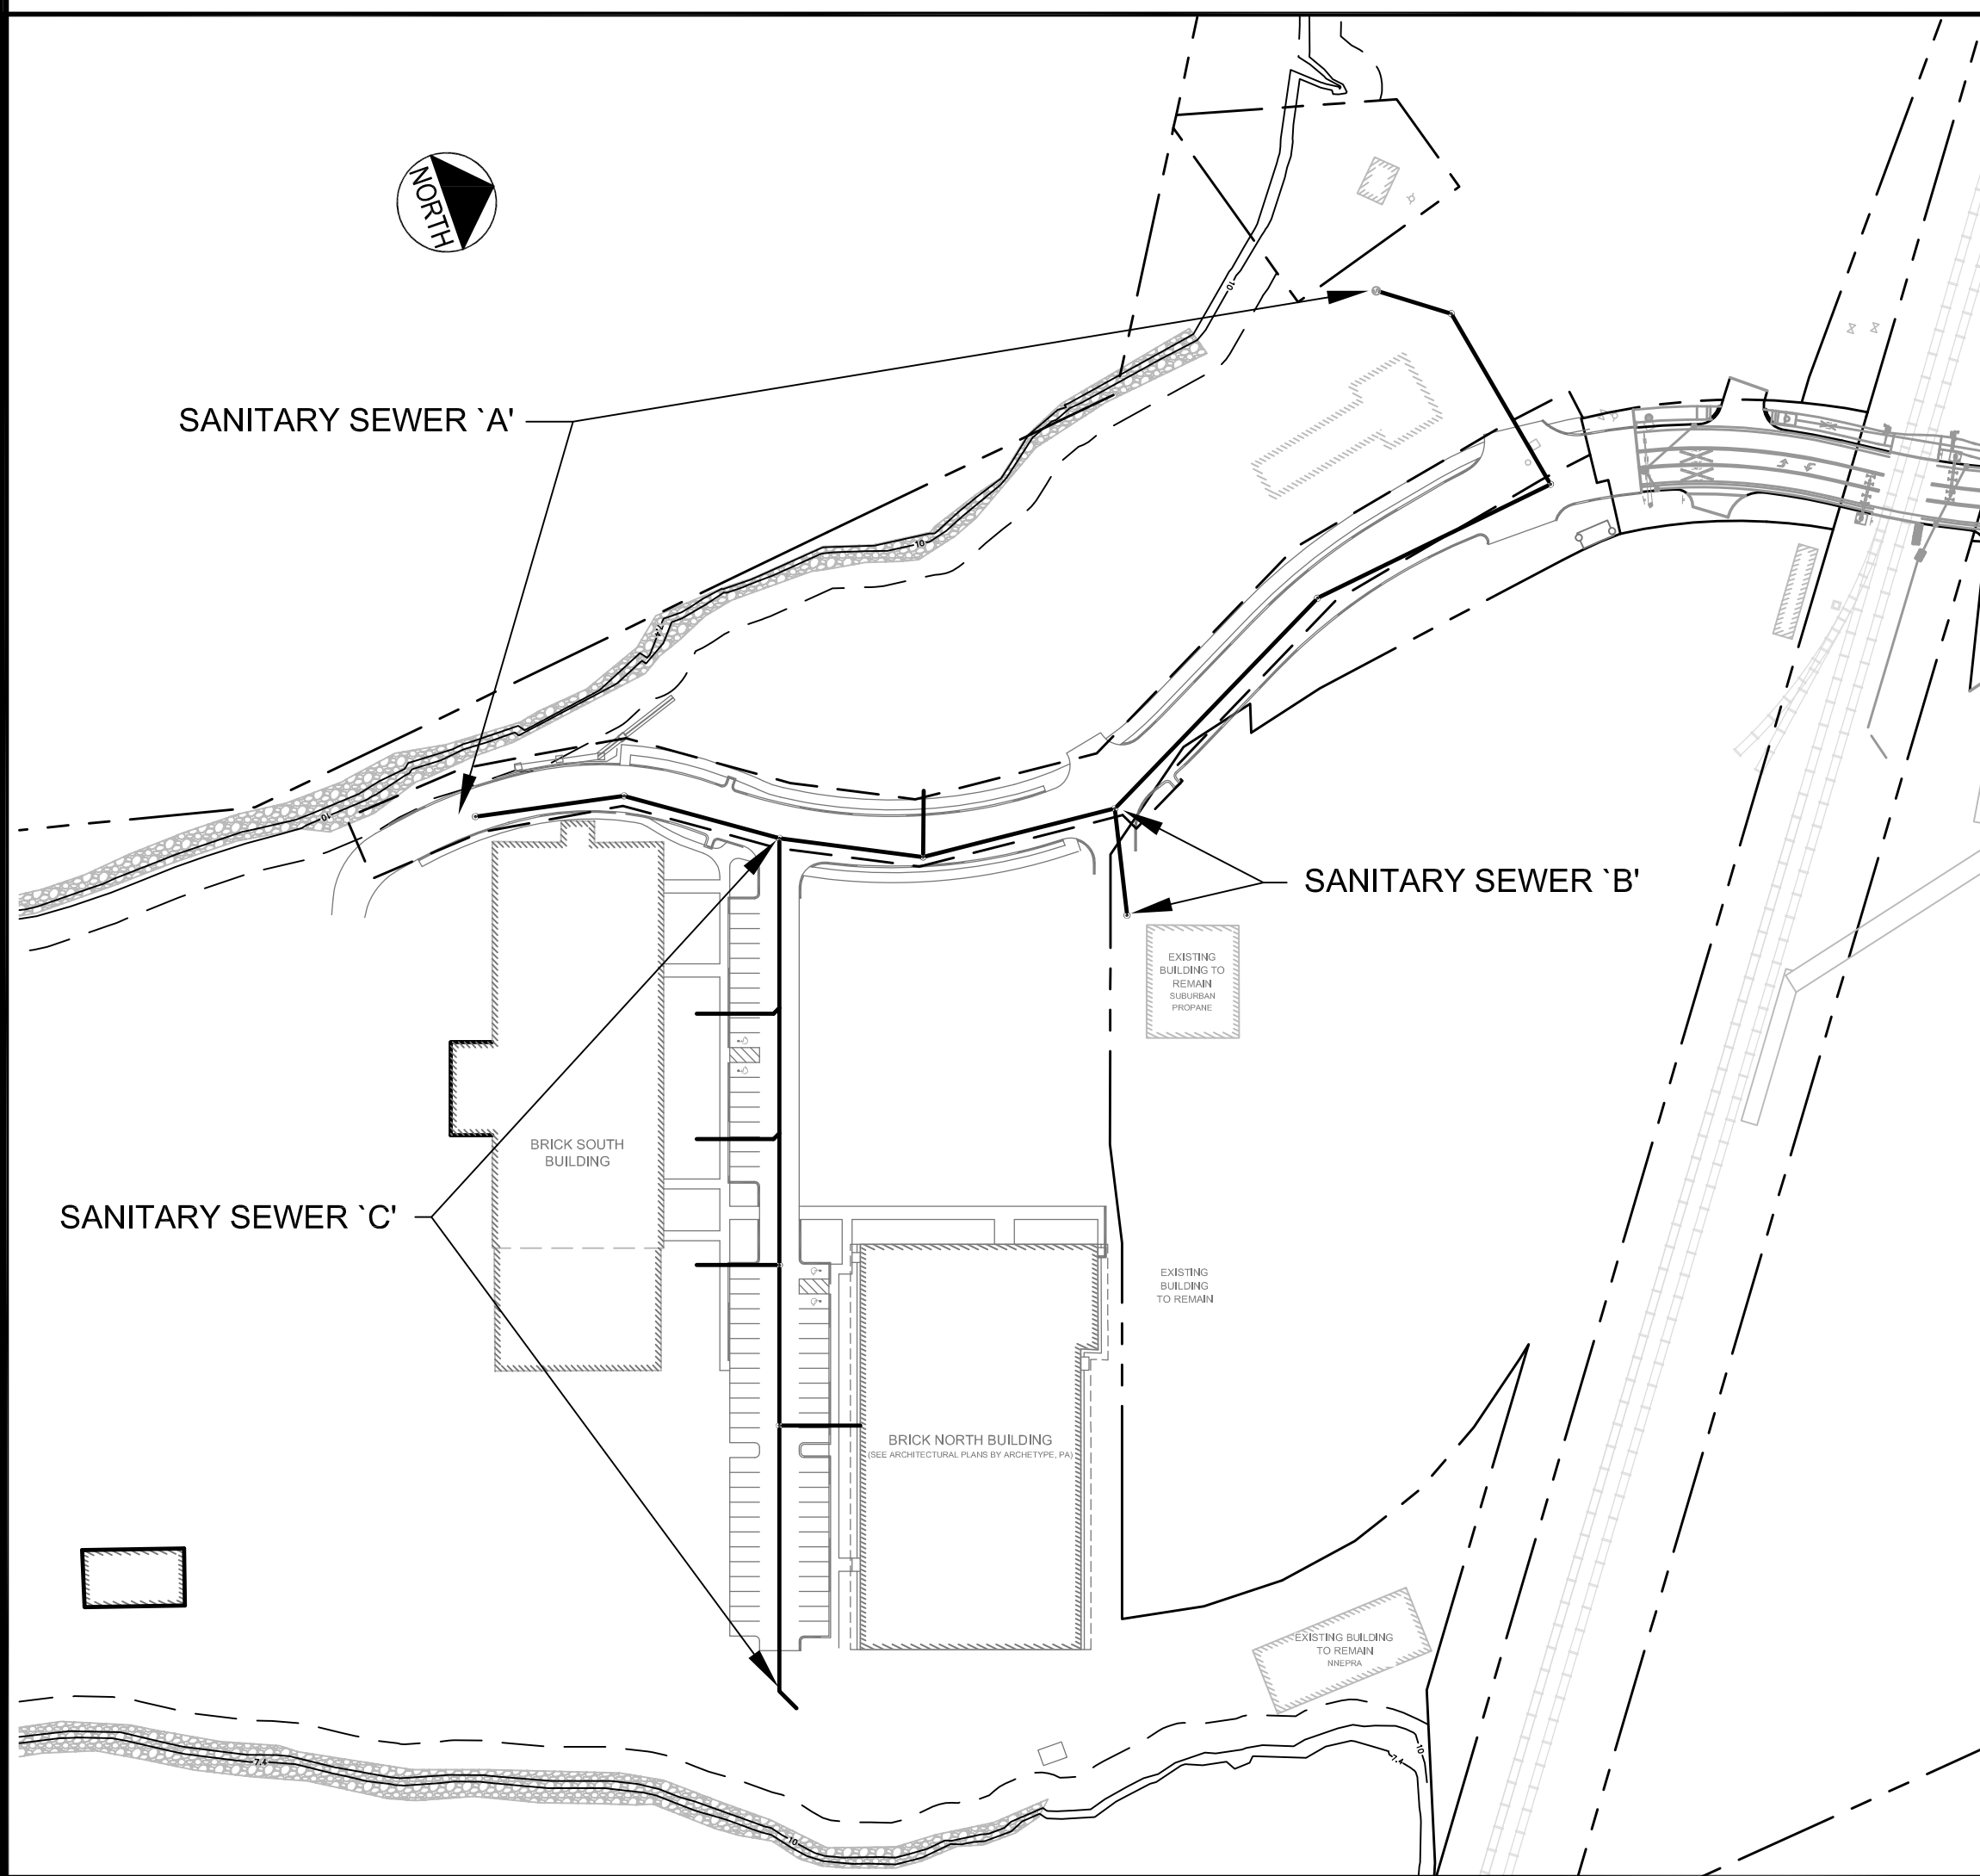 NORTH
10
SANITARY SEWER `A'
10
7.4
10
SANITARY SEWER `B'
EXISTING
BUILDING TO
REMAIN
SUBURBAN
PROPANE
BRICK SOUTH
BUILDING
SANITARY SEWER `C'
EXISTING
BUILDING
TO REMAIN
BRICK NORTH BUILDING
(SEE ARCHITECTURAL PLANS BY ARCHETYPE, PA)
EXISTING BUILDING
TO REMAIN
NNEPRA
10
7.4
7.4
10